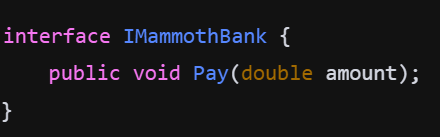 interface IMammothBank {
    public void Pay(double amount);
}